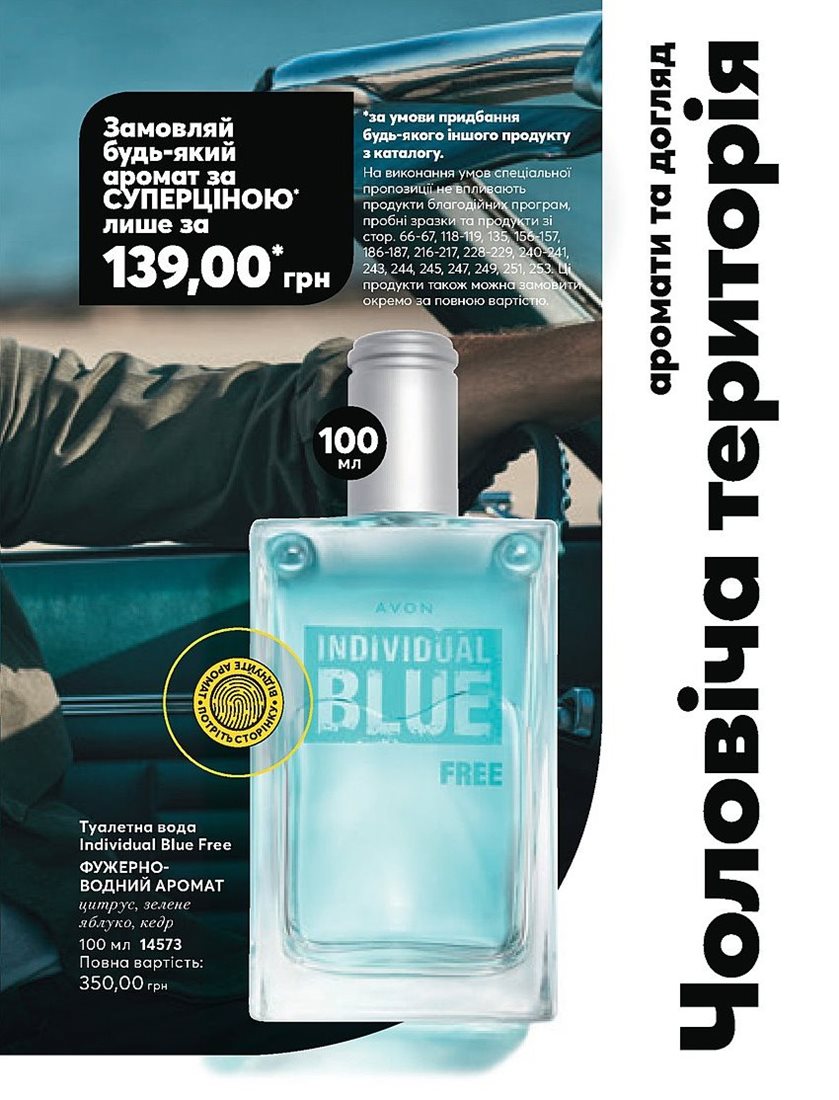 Замовляй
будь-який
аромат за
СУПЕРЦІНОЮ*
лише за
139,00* грн
*за умови придбання
будь-якого іншого продукту
з каталогу.
На виконання умов спеціальної
пропозиції не впливають
продукти благодійних програм,
пробні зразки та продукти зі
стор. 66-67, 118-119, 135, 156-157,
186-187, 216-217, 228-229, 240-241,
243, 244, 245, 247, 249, 251, 253. Ці
продукти також можна замовити
окремо за повною вартістю.
аромати та догляд
Чоловіча територія
100
мл
AVON
INDIVIDUAL
BLUE
FREE
ВІДЧУЙТЕ АРОМАТ • ПОТРІТЬ СТОРІНКУ •
Туалетна вода
Individual Blue Free
ФУЖЕРНО-
ВОДНИЙ АРОМАТ
цитрус, зелене
яблуко, кедр
100 мл 14573
Повна вартість:
350,00 грн